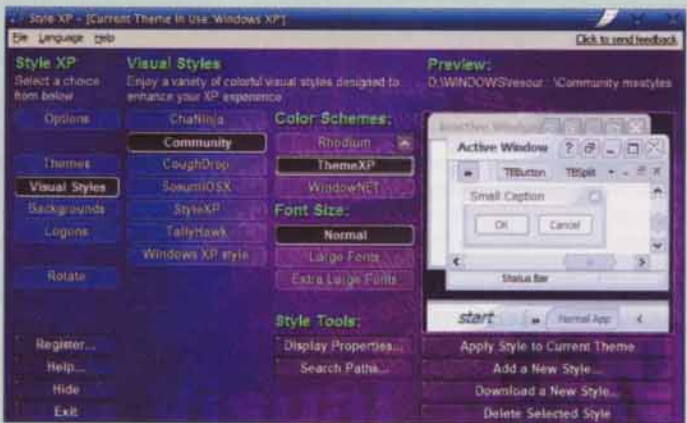 Style XP - [Current Theme In Use: Windows XP]
File Language Help
Click to send feedback
Style XP
Select a choice
from below
Options
Themes
Visual Styles
Backgrounds
Logons
Rotate
Register...
Help...
Hide
Exit
Visual Styles
Enjoy a variety of colorful visual styles designed to
enhance your XP experience
ChaNinja
Community
CoughDrop
SosumiOSX
StyleXP
TallyHawk
Windows XP style
Color Schemes:
Rhodium
ThemeXP
WindowNET
Font Size:
Normal
Large Fonts
Extra Large Fonts
Style Tools:
Display Properties...
Search Paths...
Preview:
D:\WINDOWS\resour...\Community.msstyles
Inactive Window
Active Window
TBButton TBSplit
Small Caption
OK Cancel
Status Bar
start Normal App
Apply Style to Current Theme
Add a New Style...
Download a New Style...
Delete Selected Style